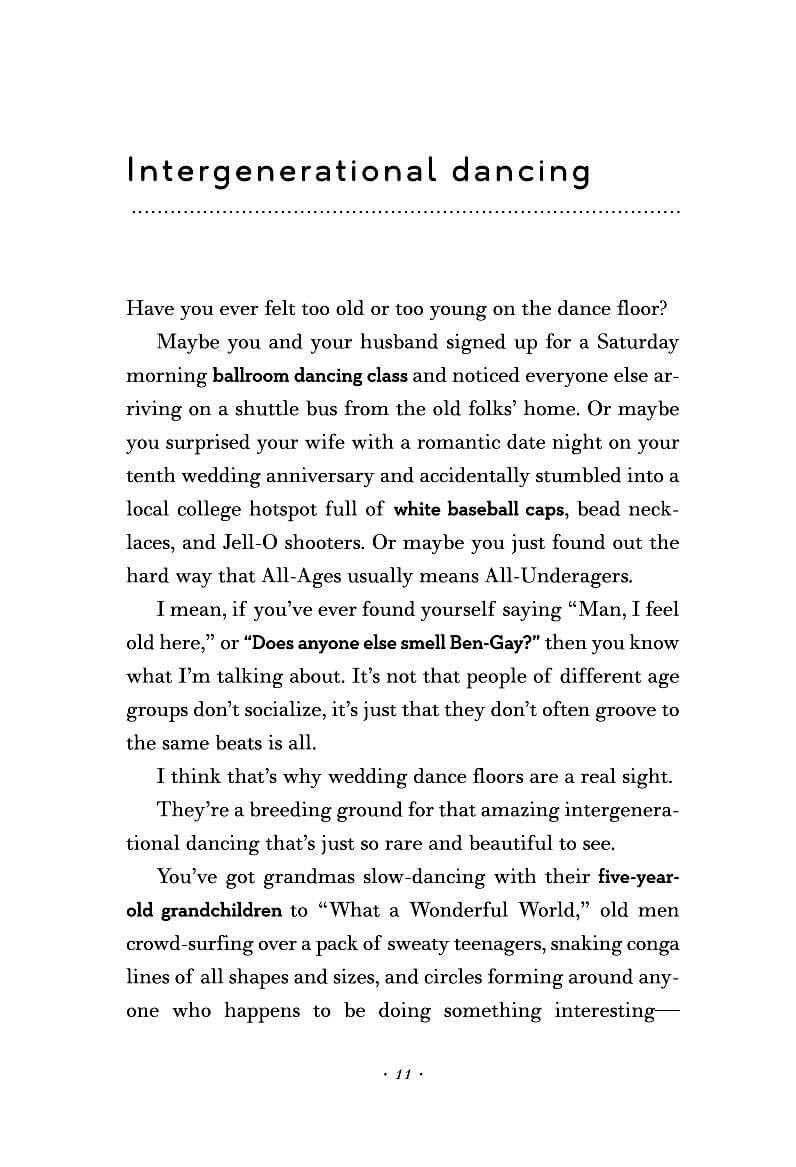 Intergenerational dancing
Have you ever felt too old or too young on the dance floor?
Maybe you and your husband signed up for a Saturday
morning ballroom dancing class and noticed everyone else ar-
riving on a shuttle bus from the old folks’ home. Or maybe
you surprised your wife with a romantic date night on your
tenth wedding anniversary and accidentally stumbled into a
local college hotspot full of white baseball caps, bead neck-
laces, and Jell-O shooters. Or maybe you just found out the
hard way that All-Ages usually means All-Underagers.
I mean, if you’ve ever found yourself saying “Man, I feel
old here,” or “Does anyone else smell Ben-Gay?” then you know
what I’m talking about. It’s not that people of different age
groups don’t socialize, it’s just that they don’t often groove to
the same beats is all.
I think that’s why wedding dance floors are a real sight.
They’re a breeding ground for that amazing intergenera-
tional dancing that’s just so rare and beautiful to see.
You’ve got grandmas slow-dancing with their five-year-
old grandchildren to “What a Wonderful World,” old men
crowd-surfing over a pack of sweaty teenagers, snaking conga
lines of all shapes and sizes, and circles forming around any-
one who happens to be doing something interesting—
· 11 ·